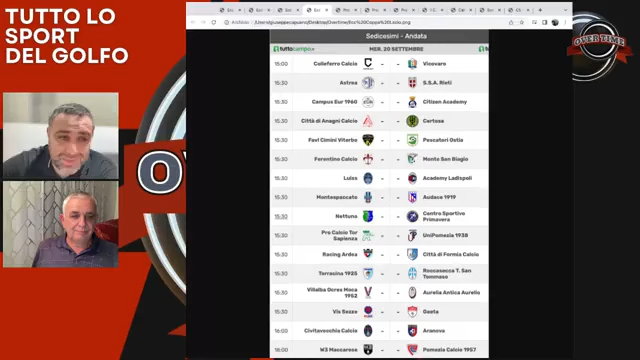 TUTTO LO
SPORT
DEL GOLFO
OVER TIME
Sedicesimi - Andata
tuttocampo MER. 20 SETTEMBRE
15:00 Colleferro Calcio - - Vicovaro
15:30 Astrea - - S.S.A. Rieti
15:30 Campus Eur 1960 - - Citizen Academy
15:30 Città di Anagni Calcio - - Certosa
15:30 Favl Cimini Viterbo - - Pescatori Ostia
15:30 Ferentino Calcio - - Monte San Biagio
15:30 Luiss - - Academy Ladispoli
15:30 Montespaccato - - Audace 1919
15:30 Nettuno - - Centro Sportivo
Primavera
15:30 Pro Calcio Tor
Sapienza - - UniPomezia 1938
15:30 Racing Ardea - - Città di Formia Calcio
15:30 Terracina 1925 - - Roccasecca T. San
Tommaso
15:30 Villalba Ocres Moca
1952 - - Aurelia Antica Aurelio
15:30 Vis Sezze - - Gaeta
16:00 Civitavecchia Calcio - - Aranova
18:00 W3 Maccarese - - Pomezia Calcio 1957